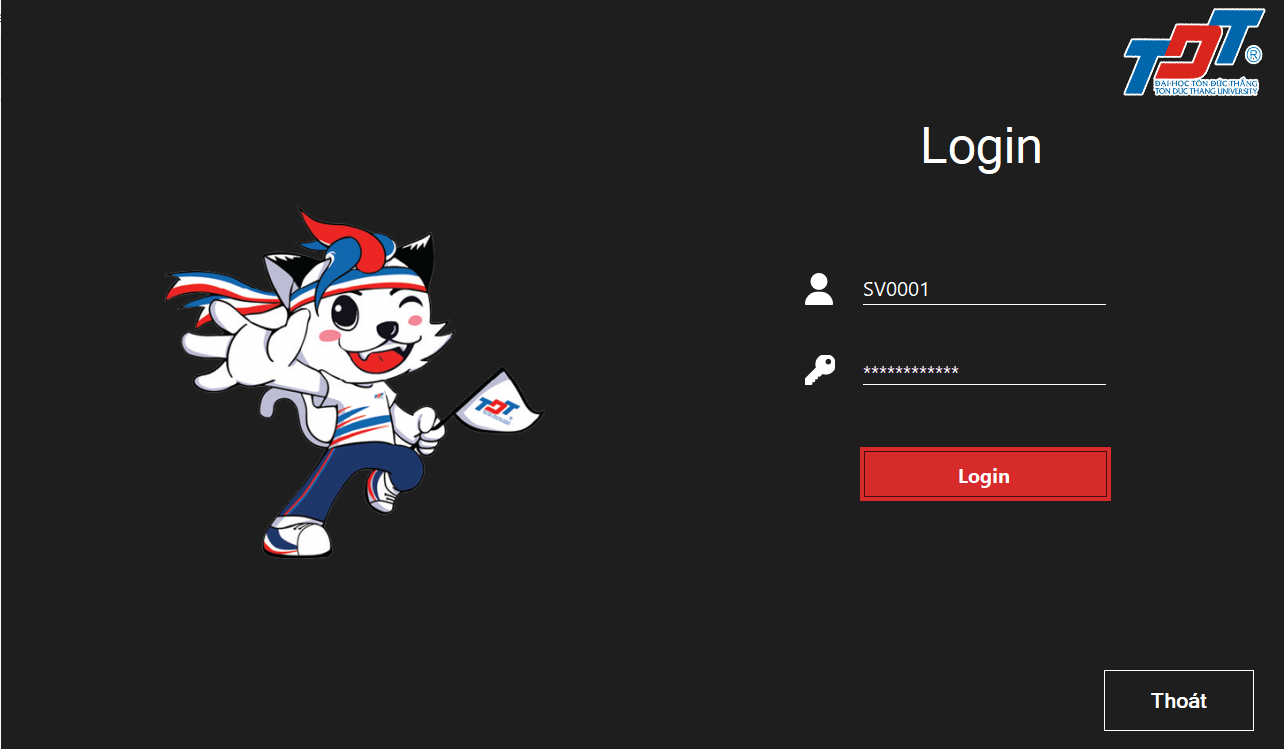 TDT
®
ĐẠI HỌC TÔN ĐỨC THẮNG
TON DUC THANG UNIVERSITY
Login
SV0001
************
Login
TDT
Thoát